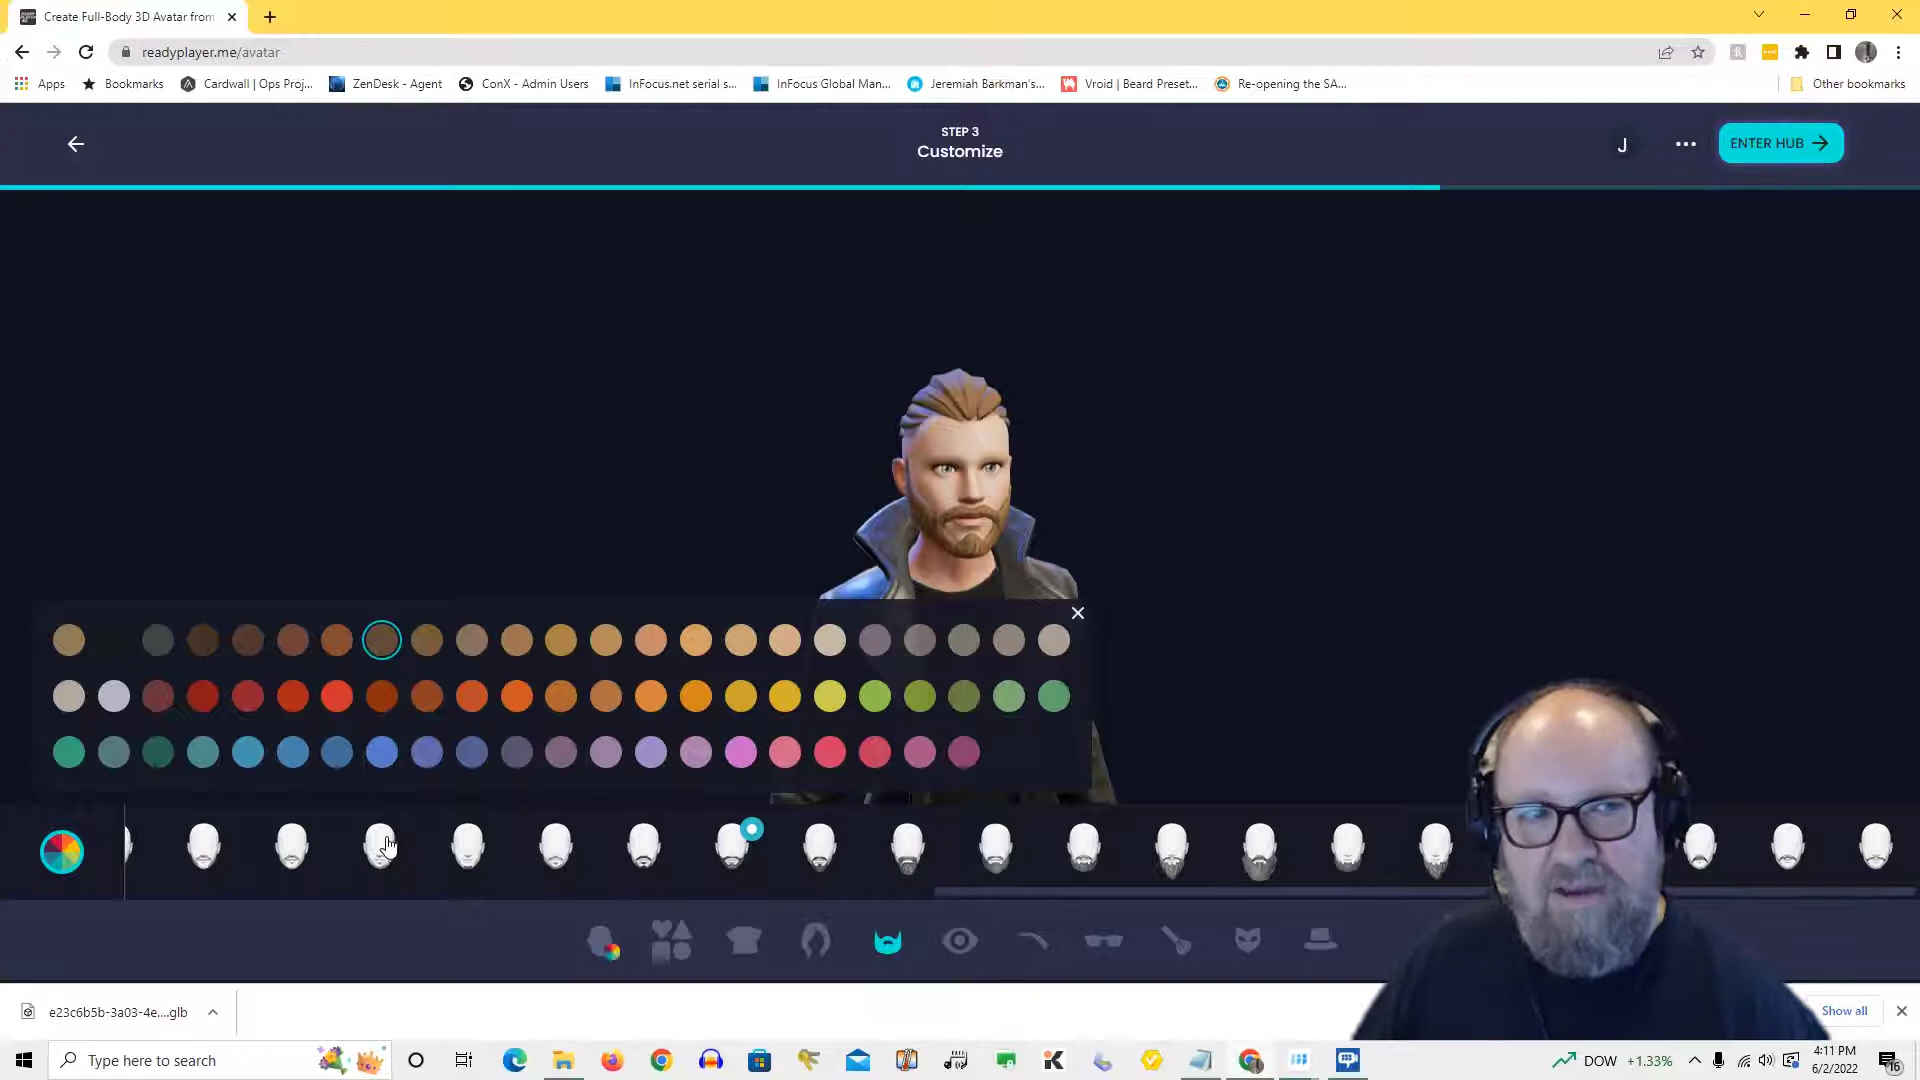 Create Full-Body 3D Avatar from
readyplayer.me/avatar
Apps
Bookmarks
Cardwall | Ops Proj...
ZenDesk - Agent
ConX - Admin Users
InFocus.net serial s...
InFocus Global Man...
Jeremiah Barkman's...
Vroid | Beard Preset...
Re-opening the SA...
Other bookmarks
STEP 3
Customize
J
ENTER HUB
e23c6b5b-3a03-4e....glb
Show all
Type here to search
DOW +1.33%
4:11 PM
6/2/2022
16